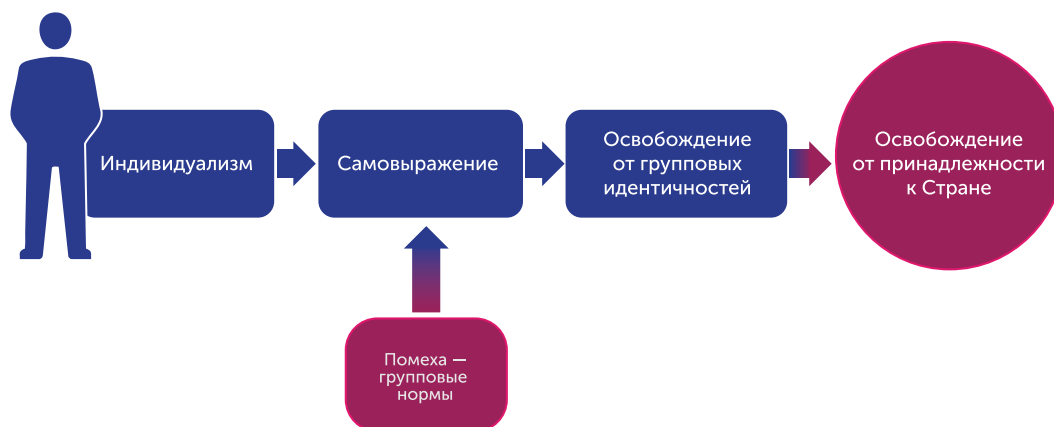 Индивидуализм
Самовыражение
Освобождение
от групповых
идентичностей
Освобождение
от принадлежности
к Стране
Помеха —
групповые
нормы